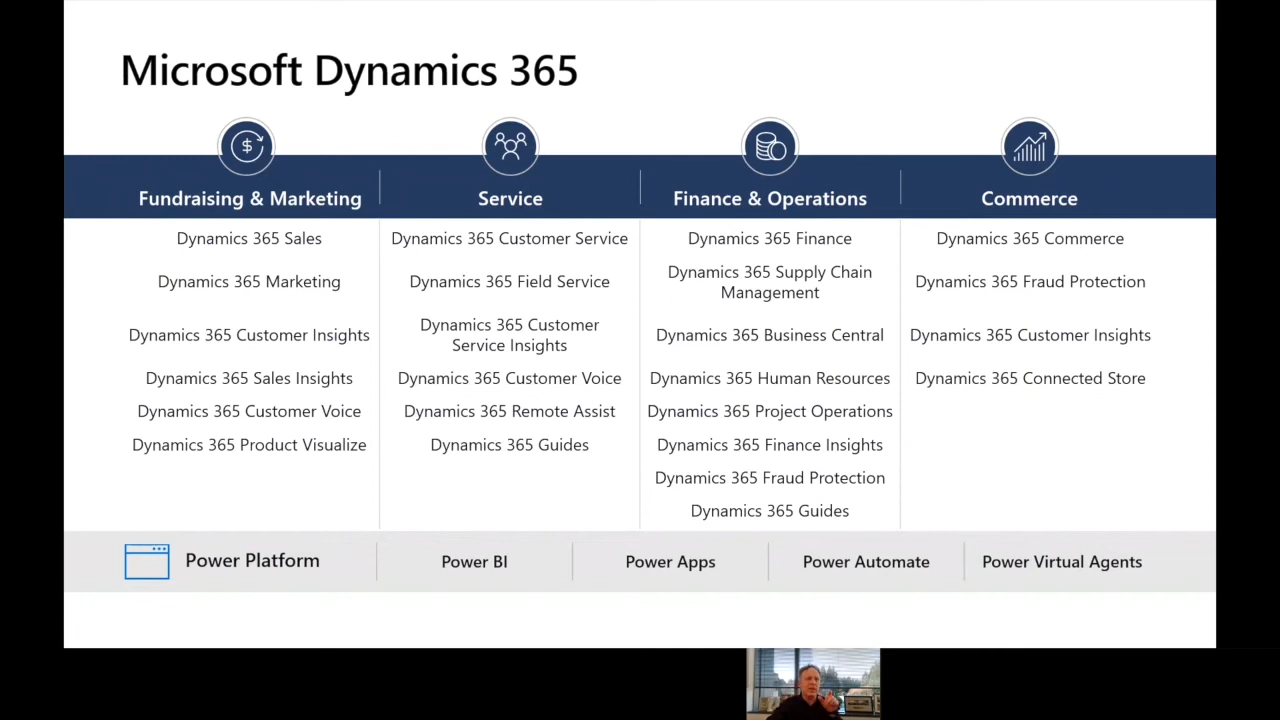 Microsoft Dynamics 365
Fundraising & Marketing
Service
Finance & Operations
Commerce
Dynamics 365 Sales
Dynamics 365 Marketing
Dynamics 365 Customer Insights
Dynamics 365 Sales Insights
Dynamics 365 Customer Voice
Dynamics 365 Product Visualize
Dynamics 365 Customer Service
Dynamics 365 Field Service
Dynamics 365 Customer
Service Insights
Dynamics 365 Customer Voice
Dynamics 365 Remote Assist
Dynamics 365 Guides
Dynamics 365 Finance
Dynamics 365 Supply Chain
Management
Dynamics 365 Business Central
Dynamics 365 Human Resources
Dynamics 365 Project Operations
Dynamics 365 Finance Insights
Dynamics 365 Fraud Protection
Dynamics 365 Guides
Dynamics 365 Commerce
Dynamics 365 Fraud Protection
Dynamics 365 Customer Insights
Dynamics 365 Connected Store
Power Platform
Power BI
Power Apps
Power Automate
Power Virtual Agents